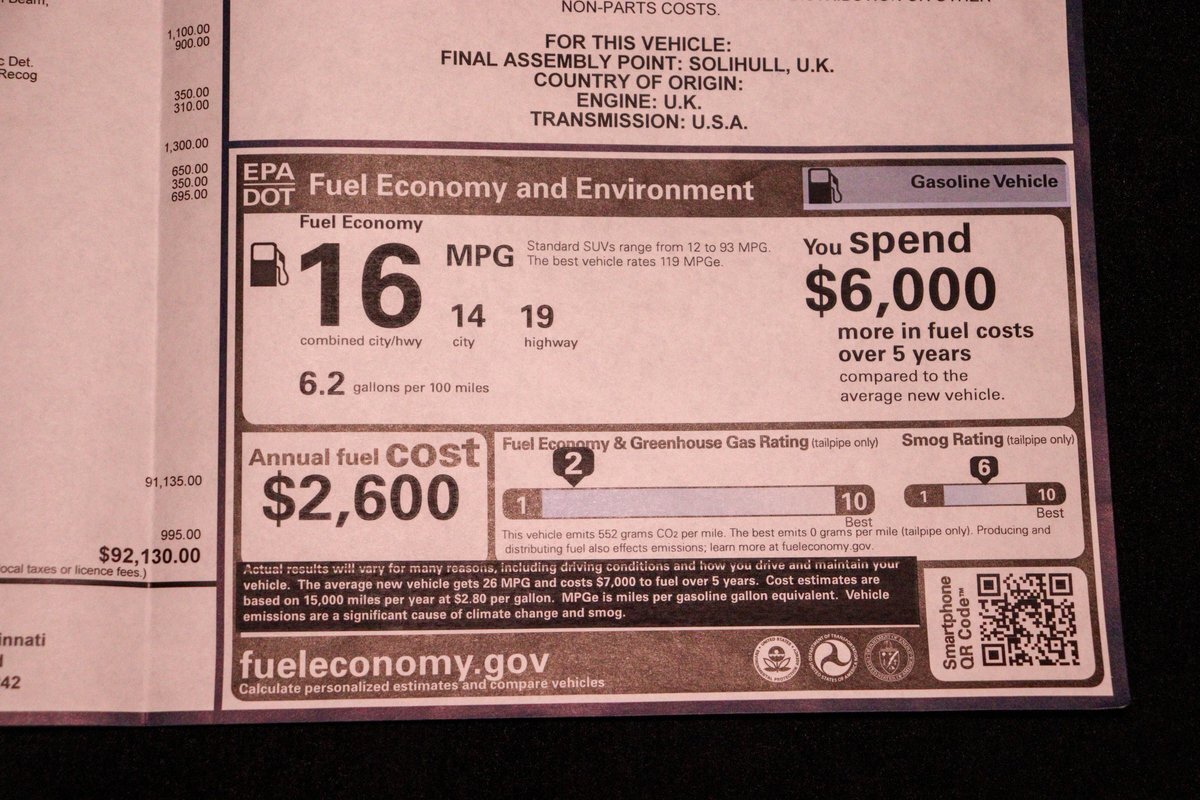 1,100.00
900.00
c Det.
Recog
350.00
310.00
1,300.00
650.00
350.00
695.00
91,135.00
995.00
$92,130.00
local taxes or licence fees.)
innati
42
NON-PARTS COSTS.
FOR THIS VEHICLE:
FINAL ASSEMBLY POINT: SOLIHULL, U.K.
COUNTRY OF ORIGIN:
ENGINE: U.K.
TRANSMISSION: U.S.A.
EPA
DOT
Fuel Economy and Environment
Gasoline Vehicle
Fuel Economy
16 MPG
Standard SUVs range from 12 to 93 MPG.
The best vehicle rates 119 MPGe.
14 19
combined city/hwy city highway
6.2 gallons per 100 miles
You spend
$6,000
more in fuel costs
over 5 years
compared to the
average new vehicle.
Annual fuel cost
$2,600
Fuel Economy & Greenhouse Gas Rating (tailpipe only)
2
1 10
Best
Smog Rating (tailpipe only)
6
1 10
Best
This vehicle emits 552 grams CO2 per mile. The best emits 0 grams per mile (tailpipe only). Producing and
distributing fuel also effects emissions; learn more at fueleconomy.gov.
Actual results will vary for many reasons, including driving conditions and how you drive and maintain your
vehicle. The average new vehicle gets 26 MPG and costs $7,000 to fuel over 5 years. Cost estimates are
based on 15,000 miles per year at $2.80 per gallon. MPGe is miles per gasoline gallon equivalent. Vehicle
emissions are a significant cause of climate change and smog.
fueleconomy.gov
Calculate personalized estimates and compare vehicles
Smartphone
QR Code™